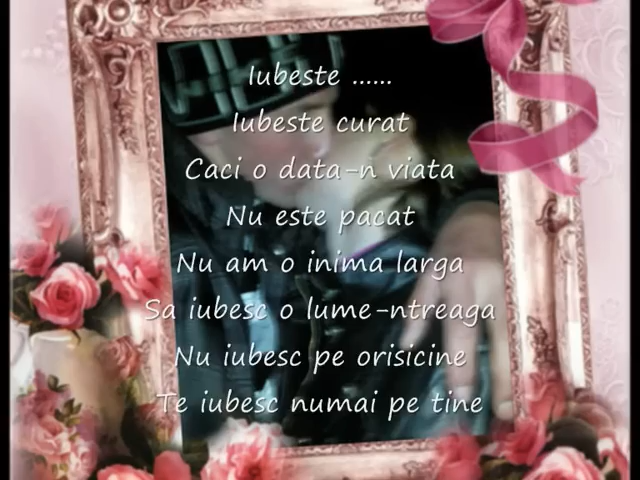 Iubeste ......
Iubeste curat
Caci o data-n viata
Nu este pacat
Nu am o inima larga
Sa iubesc o lume-ntreaga
Nu iubesc pe orisicine
Te iubesc numai pe tine